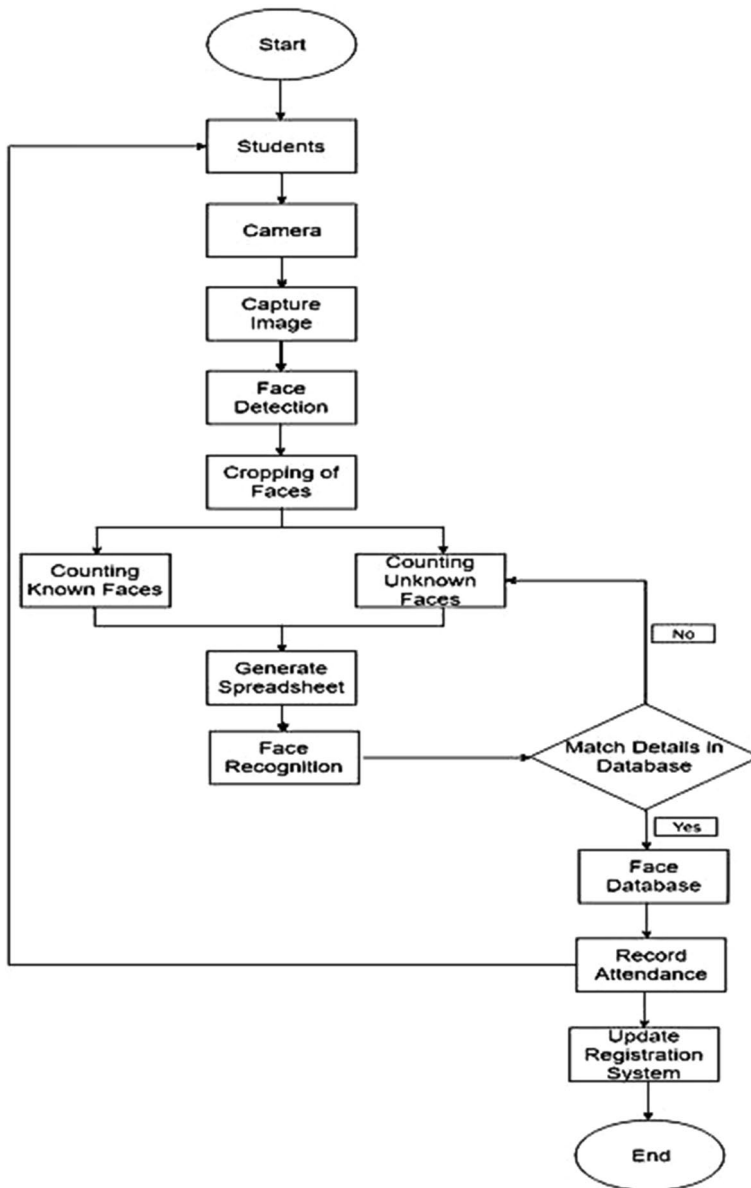 Start
Students
Camera
Capture
Image
Face
Detection
Cropping of
Faces
Counting
Known Faces
Counting
Unknown
Faces
Generate
Spreadsheet
Face
Recognition
No
Match Details in
Database
Yes
Face
Database
Record
Attendance
Update
Registration
System
End